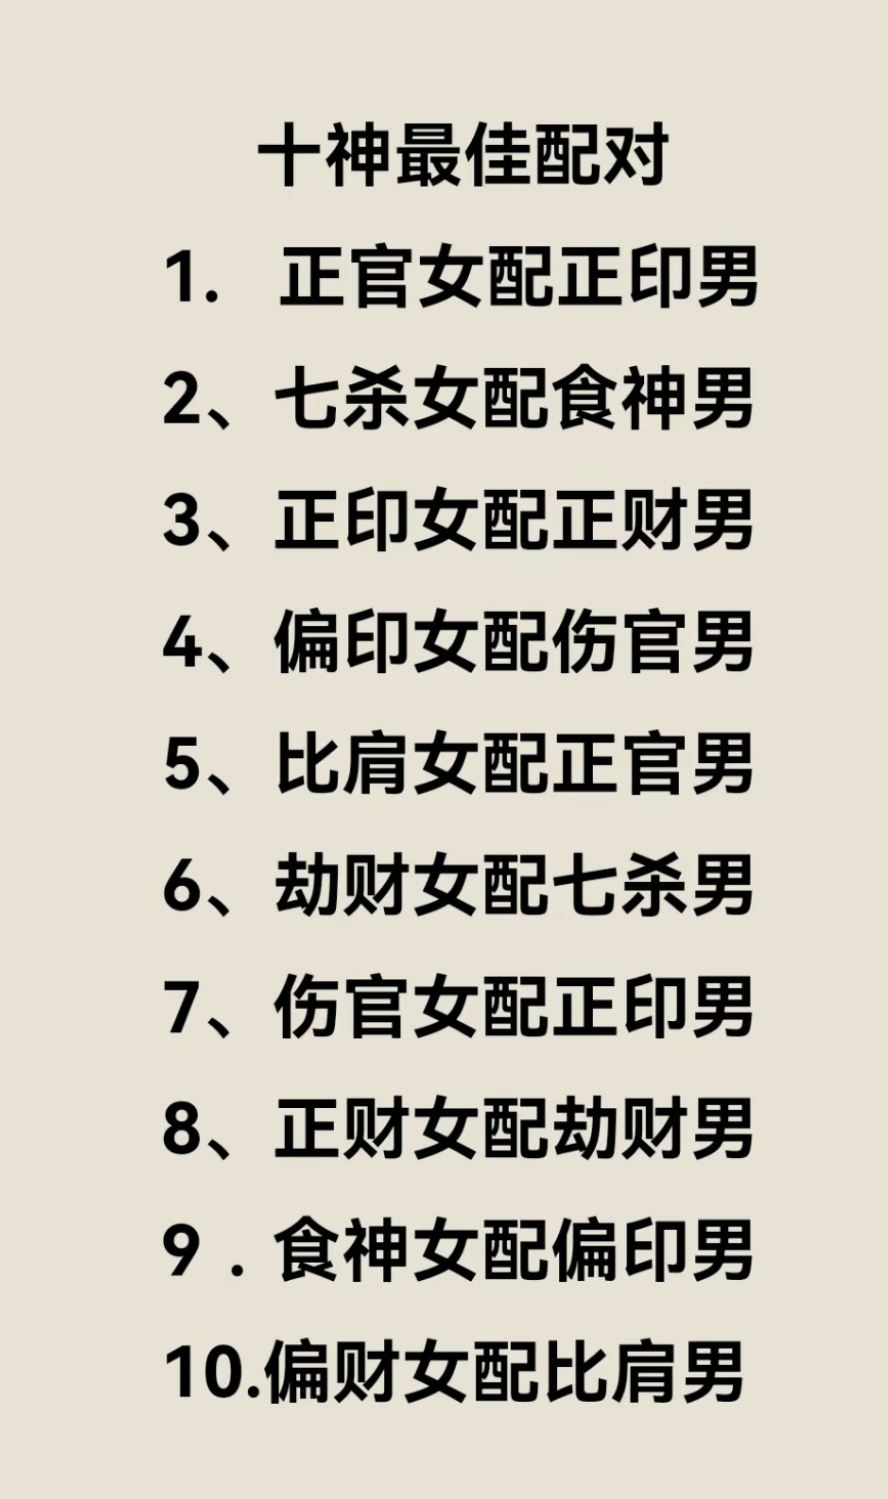 十神最佳配对
1. 正官女配正印男
2、七杀女配食神男
3、正印女配正财男
4、偏印女配伤官男
5、比肩女配正官男
6、劫财女配七杀男
7、伤官女配正印男
8、正财女配劫财男
9 . 食神女配偏印男
10.偏财女配比肩男